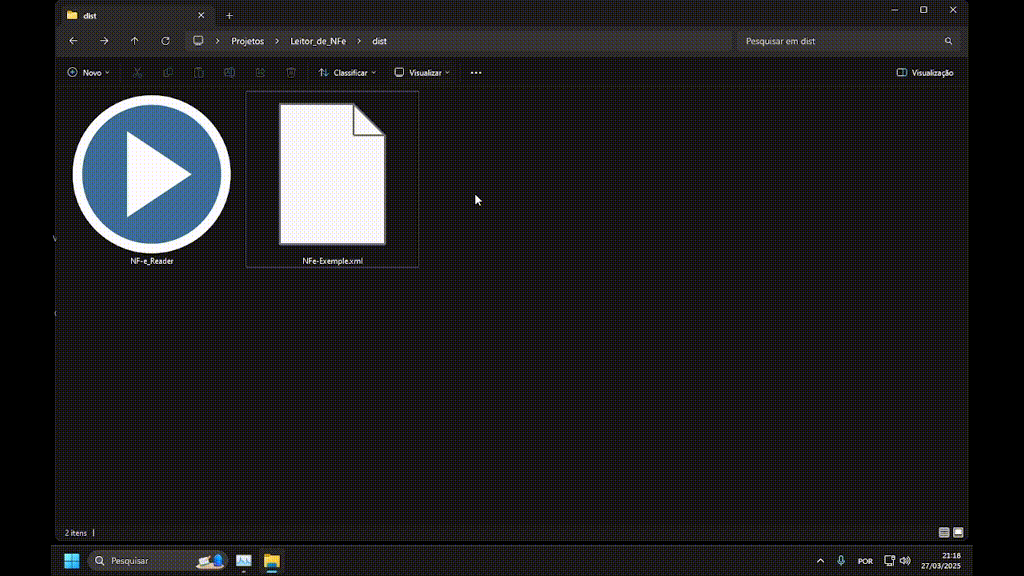 dist
Projetos > Leitor_de_NFe > dist
Pesquisar em dist
Novo
Classificar
Visualizar
Visualização
NF-e_Reader
NFe-Exemple.xml
2 itens
Pesquisar
POR
21:18
27/03/2025